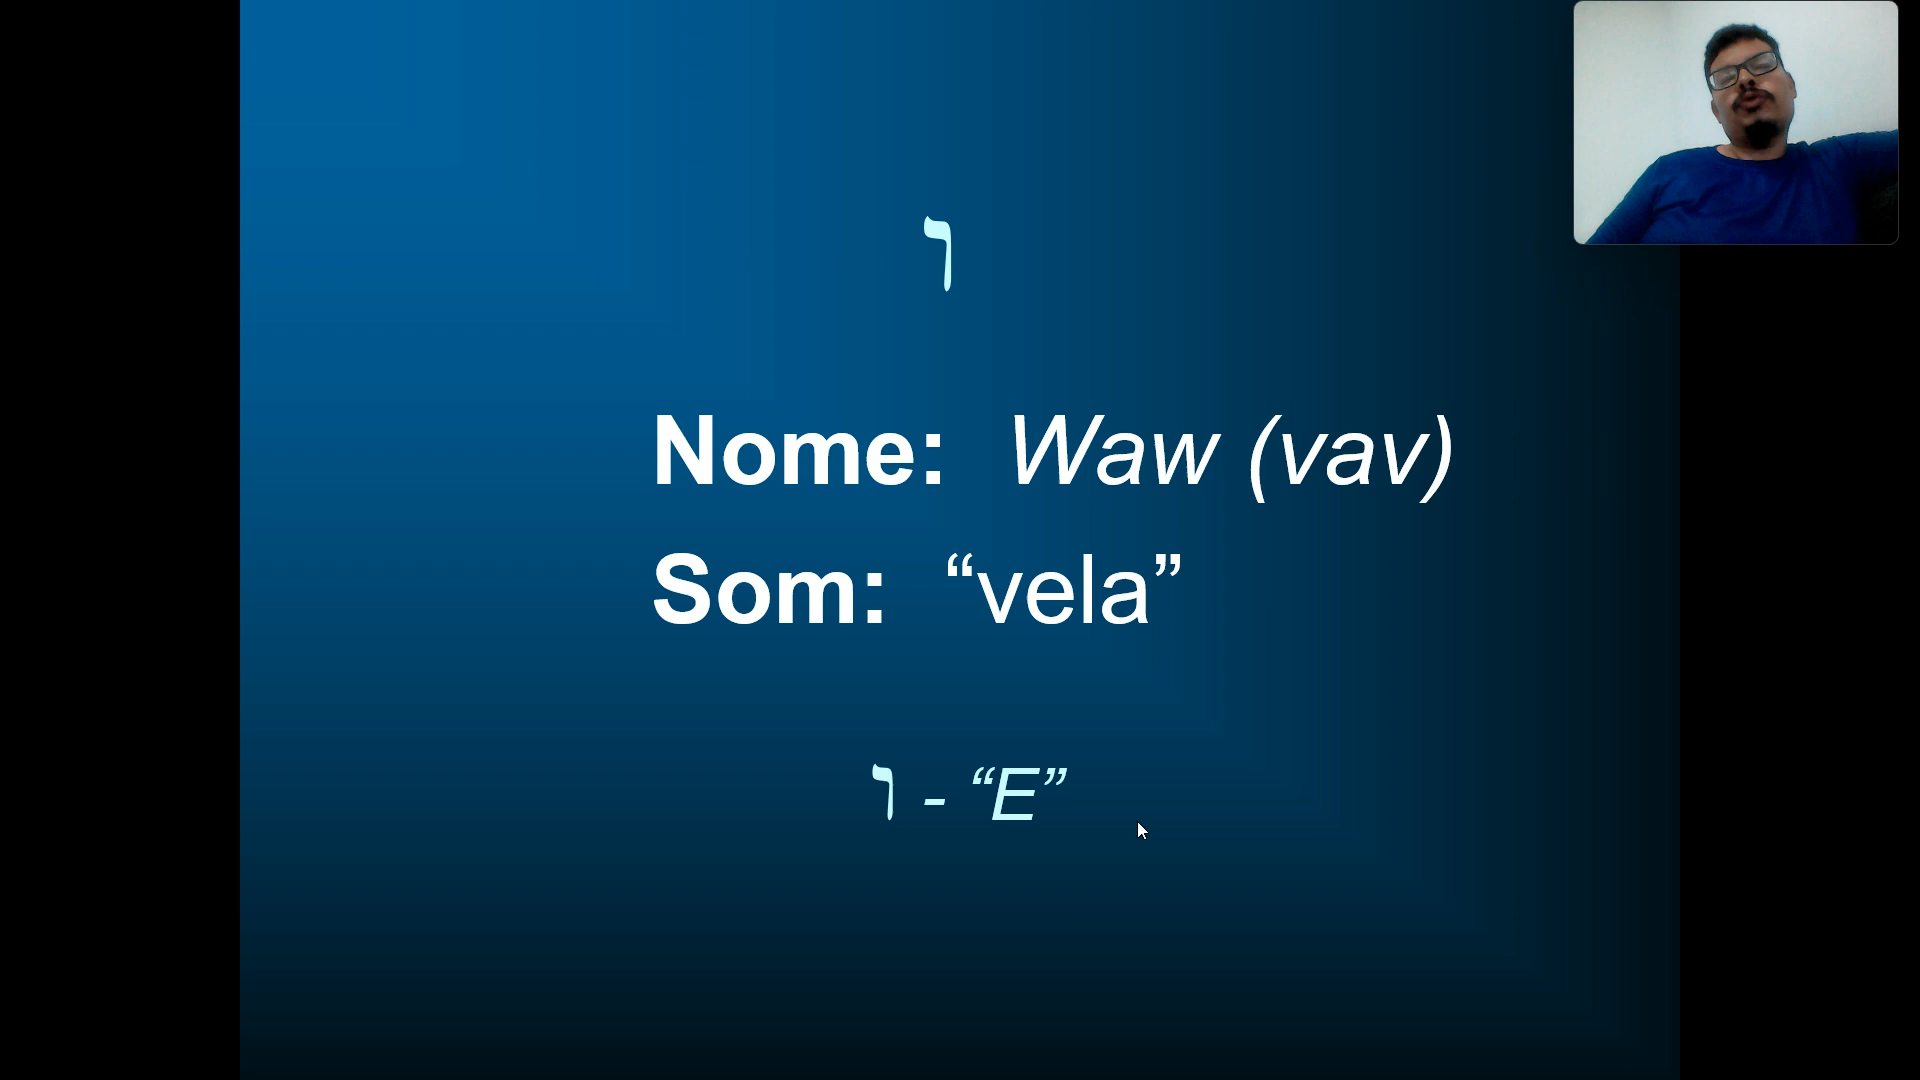 ו
Nome: Waw (vav)
Som: “vela”
ו - “E”